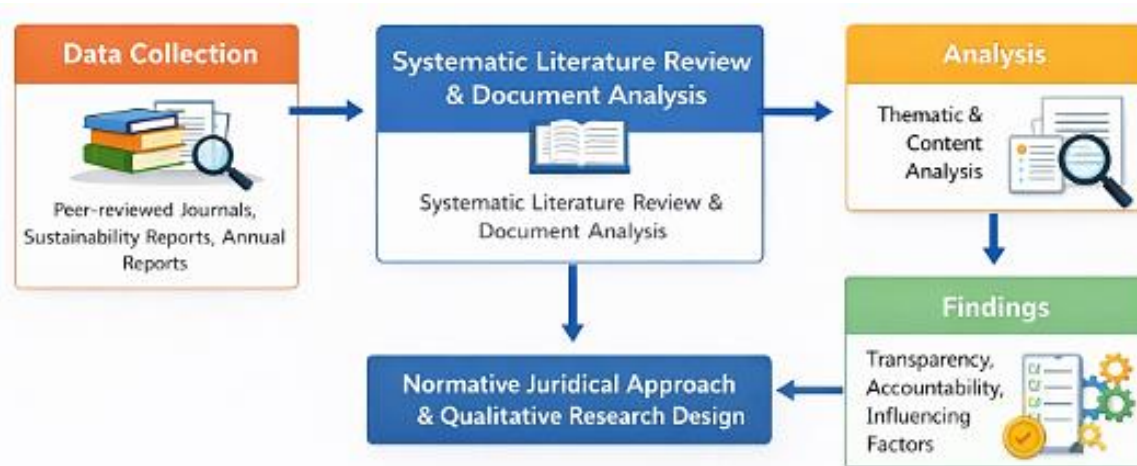 Data Collection
Peer-reviewed Journals,
Sustainability Reports, Annual
Reports
Systematic Literature Review
& Document Analysis
Systematic Literature Review &
Document Analysis
Analysis
Thematic &
Content
Analysis
Findings
Transparency,
Accountability,
Influencing
Factors
Normative Juridical Approach
& Qualitative Research Design